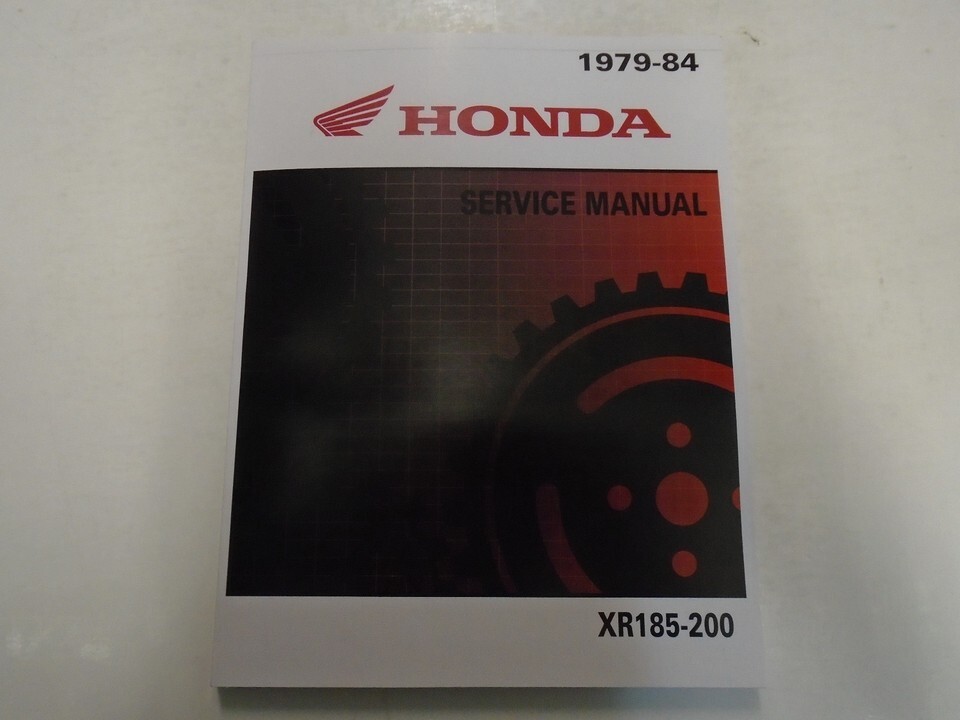 1979-84
HONDA
SERVICE MANUAL
XR185-200